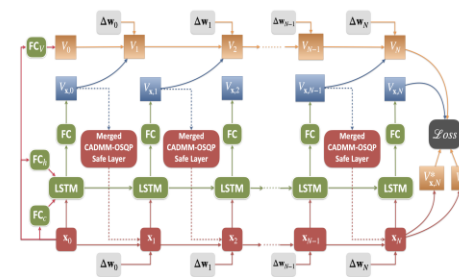 Δw₀ Δw₁ Δw_{N−1} Δw_N
FC_V V₀ V₁ V₂ V_{N−1} V_N
V_{x,0} V_{x,1} V_{x,2} V_{x,N−1} V_{x,N}
FC Merged CADMM-OSQP Safe Layer FC Merged CADMM-OSQP Safe Layer FC FC Merged CADMM-OSQP Safe Layer FC
Loss
FC_h
V*_{x,N}
LSTM LSTM LSTM LSTM LSTM
FC_c
x₀ x₁ x₂ x_{N−1} x_N
Δw₀ Δw₁ Δw_{N−1} Δw_N